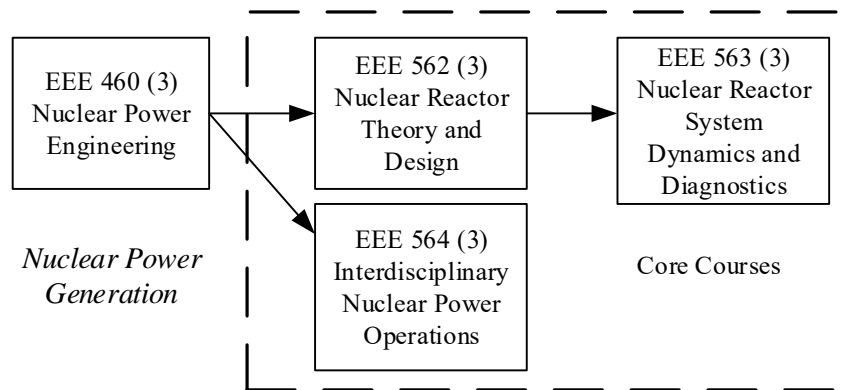 EEE 460 (3)
Nuclear Power
Engineering
EEE 562 (3)
Nuclear Reactor
Theory and
Design
EEE 563 (3)
Nuclear Reactor
System
Dynamics and
Diagnostics
EEE 564 (3)
Interdisciplinary
Nuclear Power
Operations
Nuclear Power
Generation
Core Courses